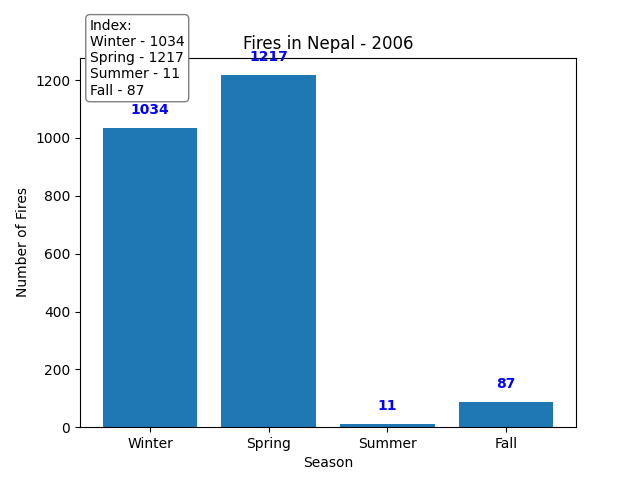 Index:
Winter - 1034
Spring - 1217
Summer - 11
Fall - 87
Fires in Nepal - 2006
1217
1034
11
87
1200
1000
800
600
400
200
0
Number of Fires
Winter
Spring
Summer
Fall
Season